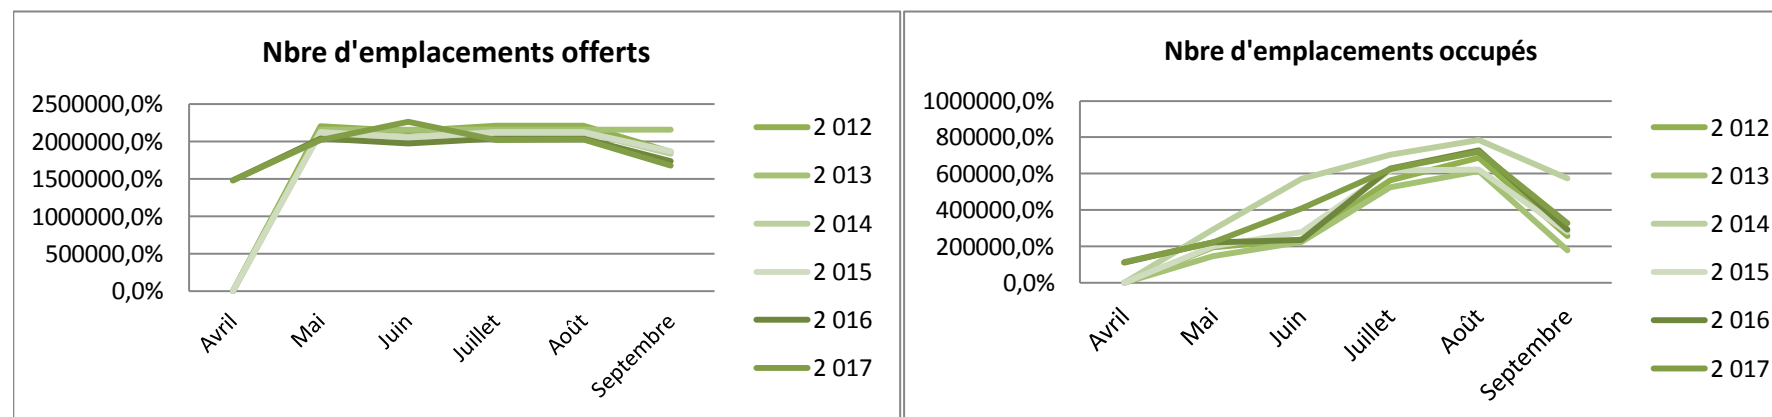 Nbre d'emplacements offerts
2500000,0%
2000000,0%
1500000,0%
1000000,0%
500000,0%
0,0%
Avril
Mai
Juin
Juillet
Août
Septembre
2 012
2 013
2 014
2 015
2 016
2 017
Nbre d'emplacements occupés
1000000,0%
800000,0%
600000,0%
400000,0%
200000,0%
0,0%
Avril
Mai
Juin
Juillet
Août
Septembre
2 012
2 013
2 014
2 015
2 016
2 017